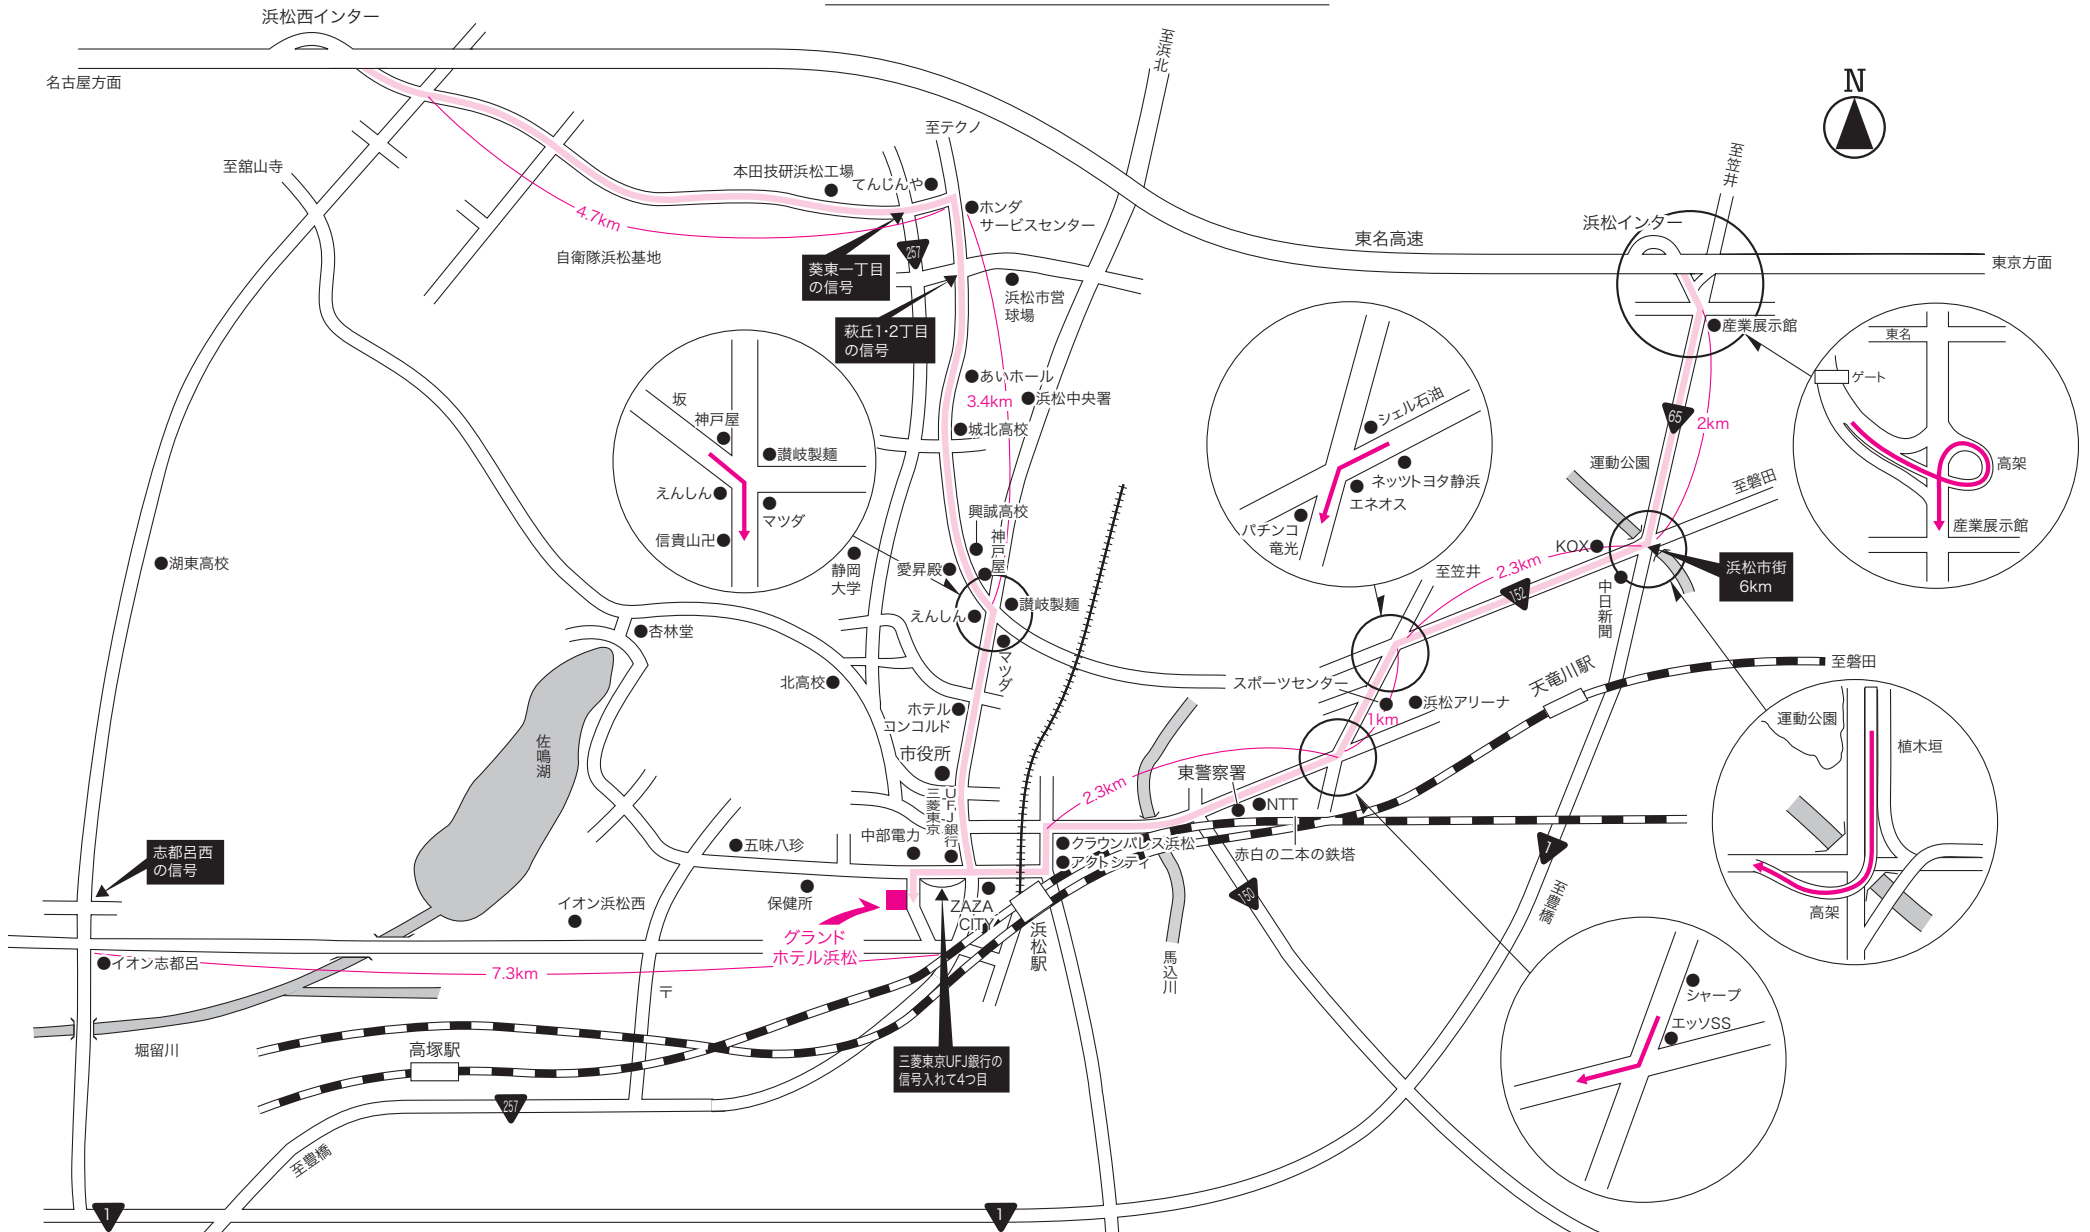 浜松西インター
名古屋方面
至浜北
N
至テクノ
至舘山寺
本田技研浜松工場
てんじんや
至笠井
4.7km
ホンダ
サービスセンター
浜松インター
東名高速
東京方面
自衛隊浜松基地
257
葵東一丁目
の信号
浜松市営
球場
萩丘1・2丁目
の信号
産業展示館
東名
ゲート
あいホール
3.4km
浜松中央署
坂
神戸屋
讃岐製麺
えんしん
マツダ
信貴山卍
城北高校
シェル石油
ネッツトヨタ静浜
エネオス
パチンコ
竜光
65
2km
運動公園
至磐田
高架
産業展示館
興誠高校
神戸屋
湖東高校
静岡
大学
愛昇殿
讃岐製麺
えんしん
マツダ
KOX
2.3km
至笠井
152
中日新聞
浜松市街
6km
杏林堂
北高校
スポーツセンター
天竜川駅
至磐田
ホテル
コンコルド
浜松アリーナ
1km
運動公園
植木垣
高架
佐鳴湖
市役所
三菱東京
UFJ銀行
東警察署
2.3km
NTT
中部電力
五味八珍
クラウンパレス浜松
アクトシティ
赤白の二本の鉄塔
1
150
至豊橋
志都呂西
の信号
イオン浜松西
保健所
ZAZA
CITY
グランド
ホテル浜松
浜松駅
馬込川
イオン志都呂
7.3km
〒
シャープ
エッソSS
堀留川
高塚駅
三菱東京UFJ銀行の
信号入れて4つ目
257
至豊橋
1
1